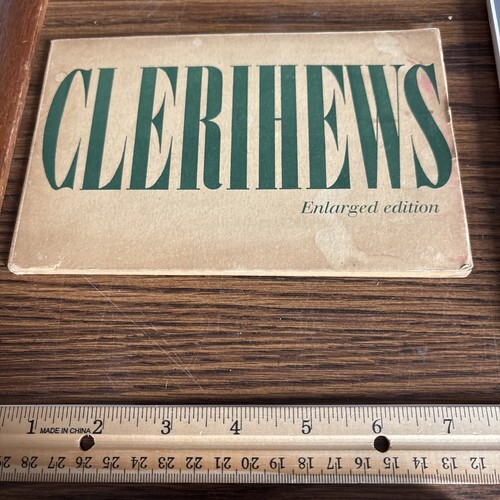 CLERIHEWS
Enlarged edition
1 MADE IN CHINA 2 3 4 5 6 7
29 28 27 26 25 24 23 22 21 20 19 18 17 16 15 14 13 12